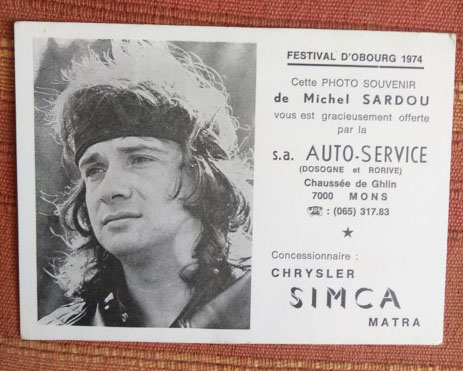 FESTIVAL D'OBOURG 1974
Cette PHOTO SOUVENIR
de Michel SARDOU
vous est gracieusement offerte
par la
s.a. AUTO-SERVICE
(DOSOGNE et RORIVE)
Chaussée de Ghlin
7000 MONS
☎ : (065) 317.83
★
Concessionnaire :
CHRYSLER
SIMCA
MATRA